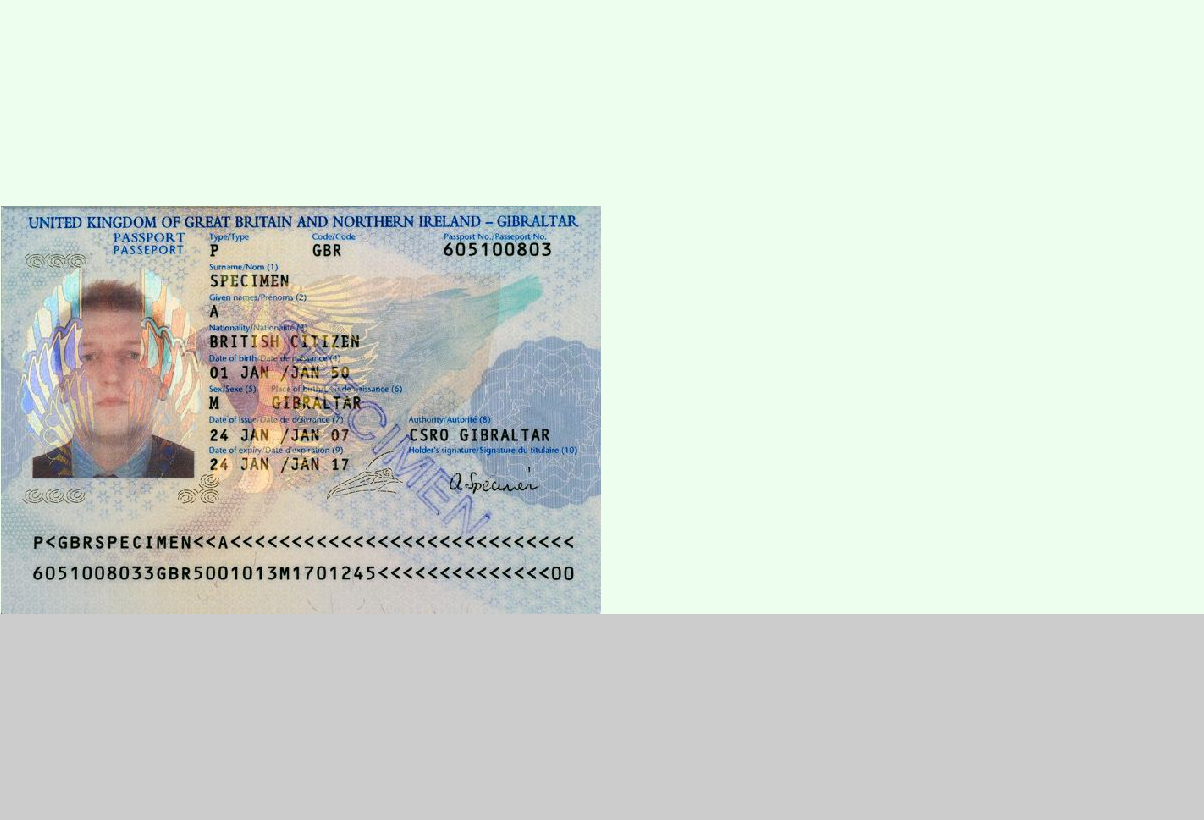 UNITED KINGDOM OF GREAT BRITAIN AND NORTHERN IRELAND – GIBRALTAR
PASSPORT Type/Type Code/Code Passport No./Passeport No.
PASSEPORT P GBR 605100803
Surname/Nom (1)
SPECIMEN
Given names/Prénoms (2)
A
Nationality/Nationalité (3)
BRITISH CITIZEN
Date of birth/Date de naissance (4)
01 JAN /JAN 50
Sex/Sexe (5) Place of birth/Lieu de naissance (6)
M GIBRALTAR
Date of issue/Date de délivrance (7) Authority/Autorité (8)
24 JAN /JAN 07 CSRO GIBRALTAR
Date of expiry/Date d'expiration (9) Holder's signature/Signature du titulaire (10)
24 JAN /JAN 17
A Specimen
SPECIMEN
P<GBRSPECIMEN<<A<<<<<<<<<<<<<<<<<<<<<<<<<<<<
6051008033GBR5001013M1701245<<<<<<<<<<<<<<00